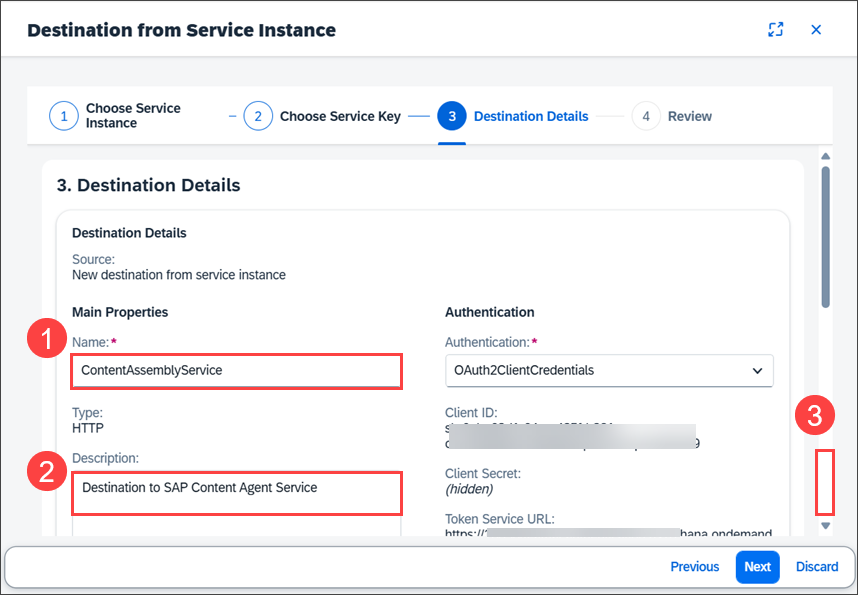 Destination from Service Instance
1 Choose Service Instance
2 Choose Service Key
3 Destination Details
4 Review
3. Destination Details
Destination Details
Source:
New destination from service instance
Main Properties
Authentication
1
Name:*
Authentication:*
ContentAssemblyService
OAuth2ClientCredentials
Type:
HTTP
Client ID:
3
2
Description:
Destination to SAP Content Agent Service
Client Secret:
(hidden)
Token Service URL:
hana.ondemand
Previous
Next
Discard